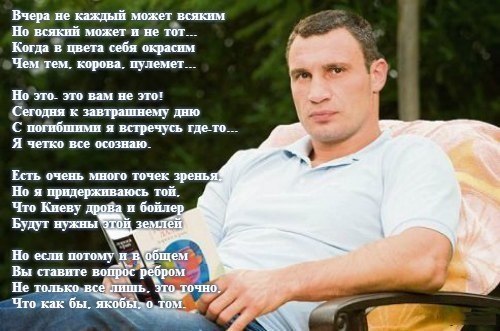 Вчера не каждый может всяким
Но всякий может и не тот...
Когда в цвета себя окрасим
Чем тем, корова, пулемет...
Но это- это вам не это!
Сегодня к завтрашнему дню
С погибшими я встречусь где-то...
Я четко все осознаю.
Есть очень много точек зренья,
Но я придерживаюсь той,
Что Киеву дрова и бойлер
Будут нужны этой землей
Но если потому и в общем
Вы ставите вопрос ребром
Не только все лишь, это точно,
Что как бы, якобы, о том.